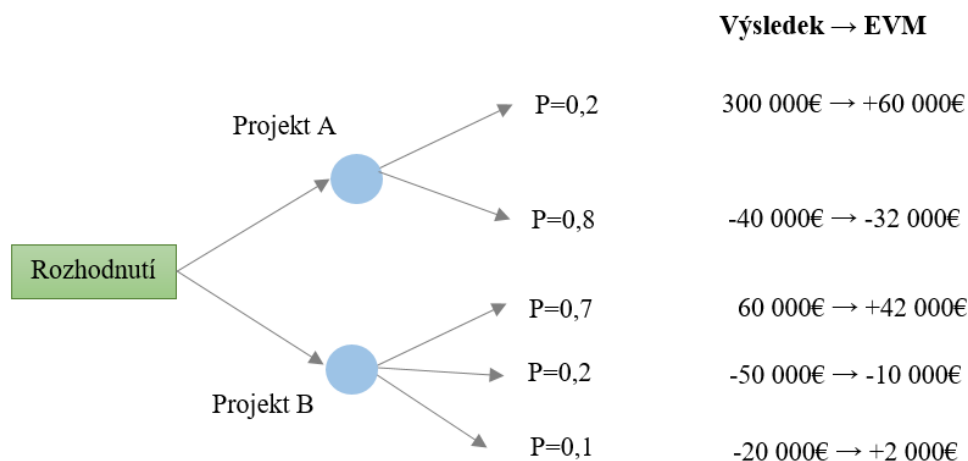 Výsledek → EVM
P=0,2 300 000€ → +60 000€
Projekt A
P=0,8 -40 000€ → -32 000€
Rozhodnutí
P=0,7 60 000€ → +42 000€
P=0,2 -50 000€ → -10 000€
Projekt B
P=0,1 -20 000€ → +2 000€